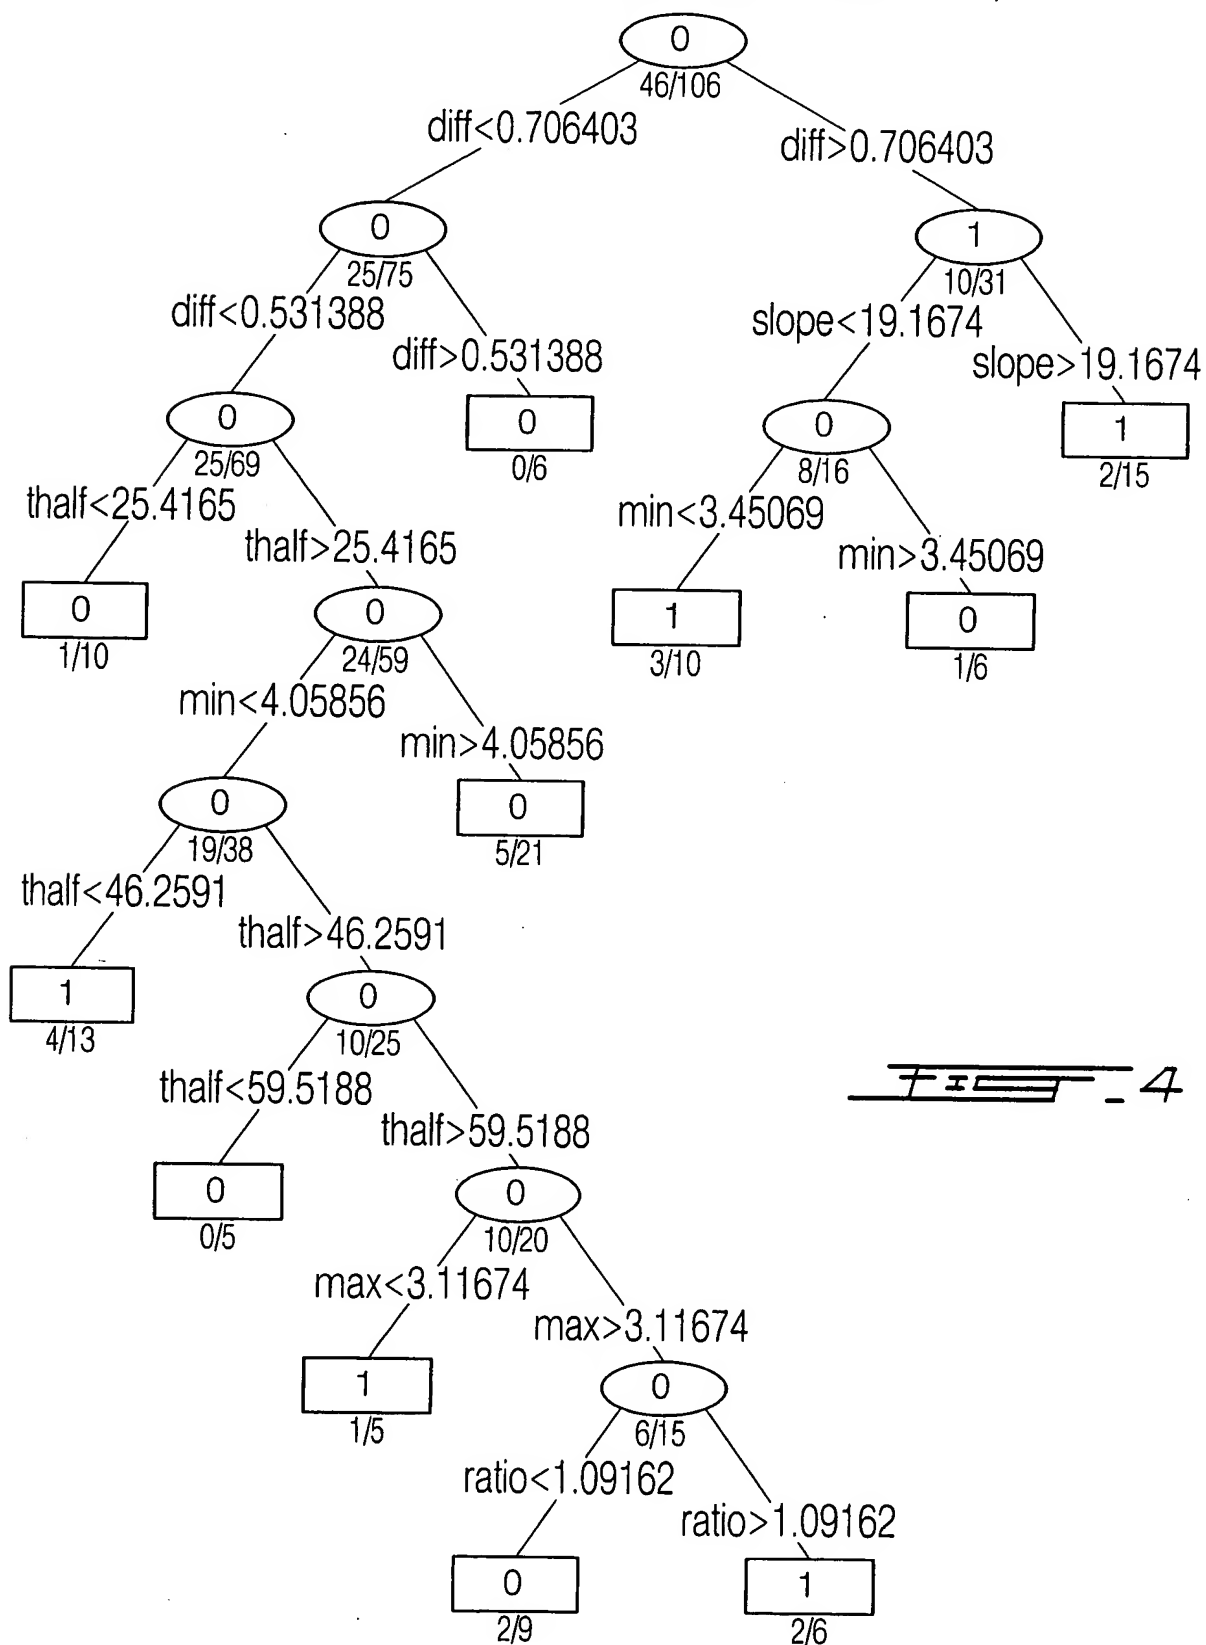 0
46/106
diff<0.706403
diff>0.706403
0
25/75
1
10/31
diff<0.531388
diff>0.531388
slope<19.1674
slope>19.1674
0
25/69
0
0/6
0
8/16
1
2/15
thalf<25.4165
thalf>25.4165
min<3.45069
min>3.45069
0
1/10
0
24/59
1
3/10
0
1/6
min<4.05856
min>4.05856
0
19/38
0
5/21
thalf<46.2591
thalf>46.2591
1
4/13
0
10/25
thalf<59.5188
thalf>59.5188
0
0/5
0
10/20
max<3.11674
max>3.11674
1
1/5
0
6/15
ratio<1.09162
ratio>1.09162
0
2/9
1
2/6
FIG_4